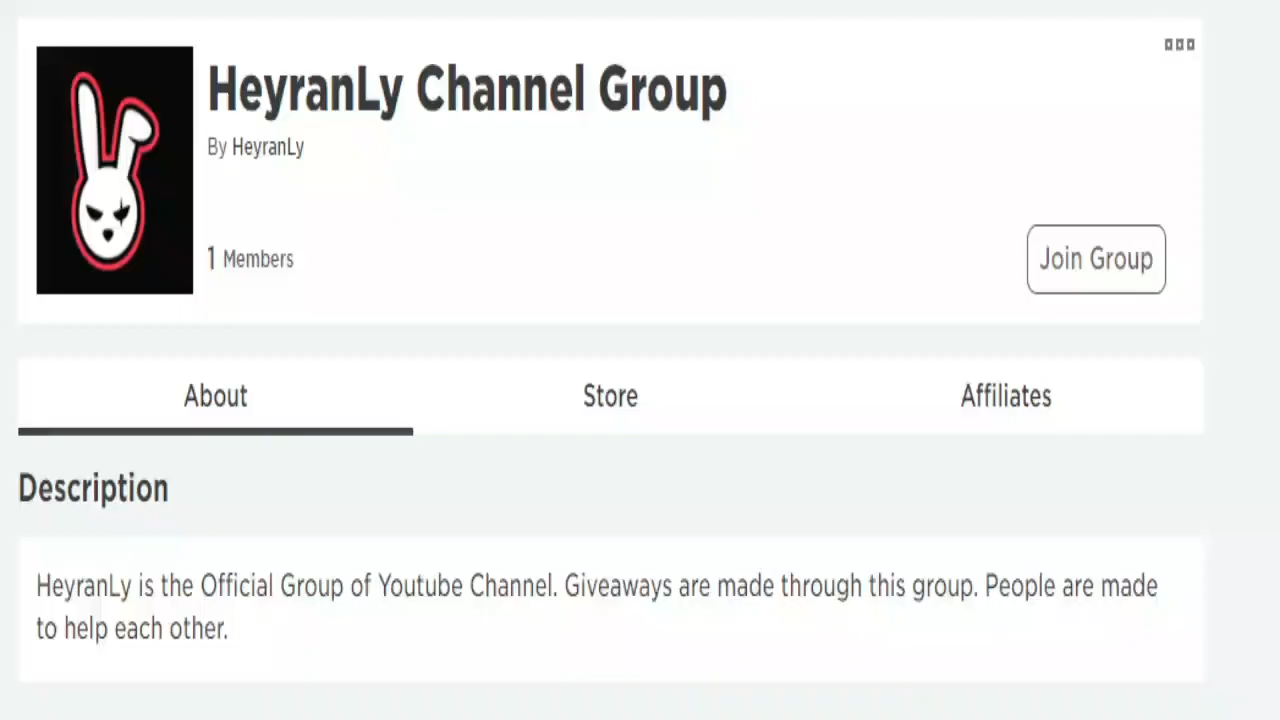 HeyranLy Channel Group
By HeyranLy
1 Members
Join Group
About
Store
Affiliates
Description
HeyranLy is the Official Group of Youtube Channel. Giveaways are made through this group. People are made
to help each other.